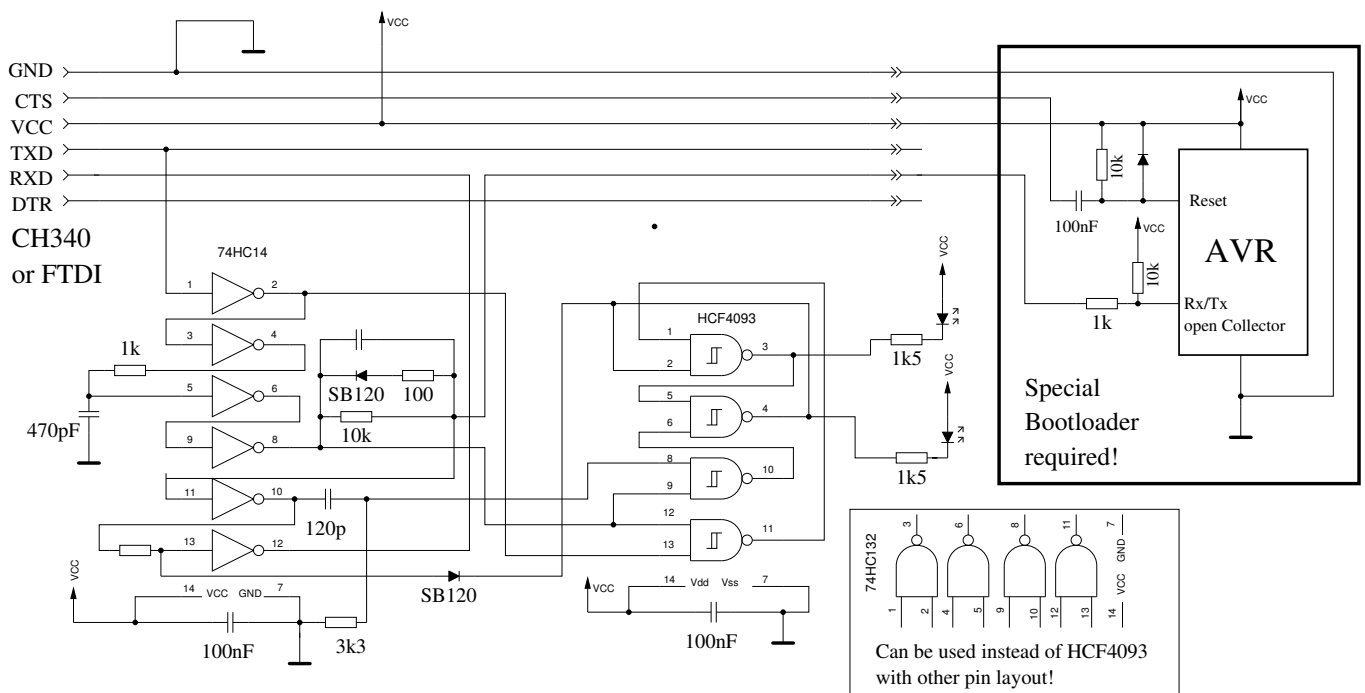 VCC
GND
CTS
VCC
TXD
RXD
DTR
CH340
or FTDI
VCC
10k
100nF
VCC
10k
Reset
AVR
Rx/Tx
open Collector
1k
Special
Bootloader
required!
74HC14
1 2
3 4
1k
5 6
470pF
9 8
SB120 100
10k
11 10
120p
13 12
SB120
VCC
14 VCC GND 7
100nF
3k3
HCF4093
1
2
3
5
6
4
8
9
10
12
13
11
VCC
1k5
VCC
1k5
VCC
14 Vdd Vss 7
100nF
74HC132
3 6 8 11 7
GND
VCC
1 2 4 5 9 10 12 13 14
Can be used instead of HCF4093
with other pin layout!